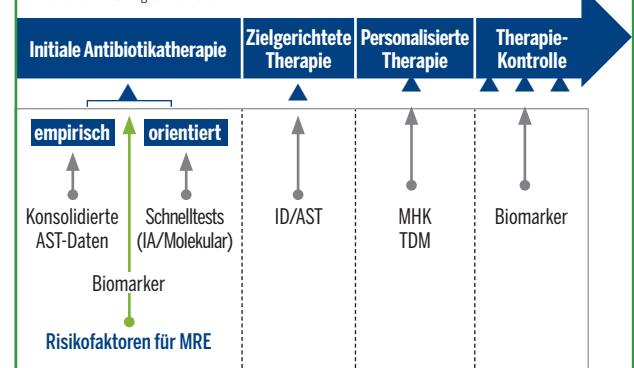 Initiale Antibiotikatherapie
Zielgerichtete
Therapie
Personalisierte
Therapie
Therapie-
Kontrolle
empirisch
orientiert
Konsolidierte
AST-Daten
Schnelltests
(IA/Molekular)
ID/AST
MHK
TDM
Biomarker
Biomarker
Risikofaktoren für MRE